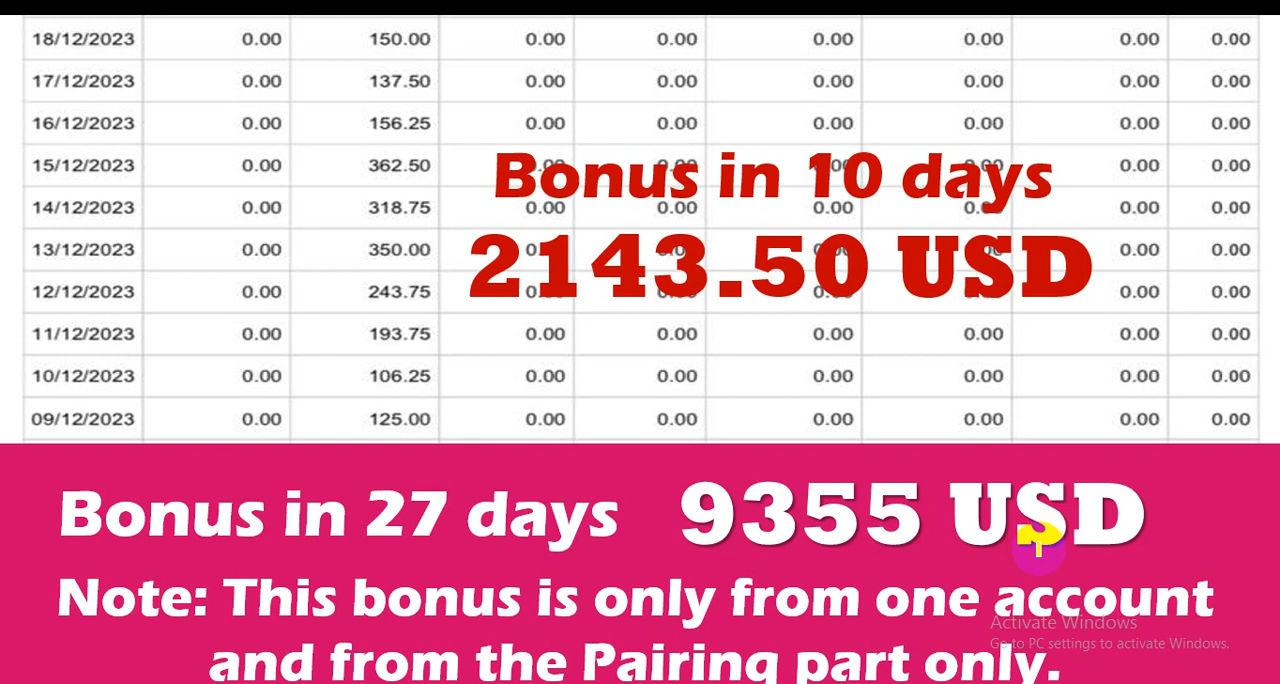 18/12/2023 0.00 150.00 0.00 0.00 0.00 0.00 0.00 0.00
17/12/2023 0.00 137.50 0.00 0.00 0.00 0.00 0.00 0.00
16/12/2023 0.00 156.25 0.00 0.00 0.00 0.00 0.00 0.00
15/12/2023 0.00 362.50 0.00 0.00
Bonus in 10 days
14/12/2023 0.00 318.75 0.00 0.00 0.00 0.00 0.00
13/12/2023 0.00 350.00 0.00 0.00
2143.50 USD
12/12/2023 0.00 243.75 0.00 0.00
11/12/2023 0.00 193.75 0.00 0.00 0.00 0.00 0.00 0.00
10/12/2023 0.00 106.25 0.00 0.00 0.00 0.00 0.00 0.00
09/12/2023 0.00 125.00 0.00 0.00 0.00 0.00 0.00 0.00
Bonus in 27 days 9355 USD
Note: This bonus is only from one account
Activate Windows
Go to PC settings to activate Windows.
and from the Pairing part only.